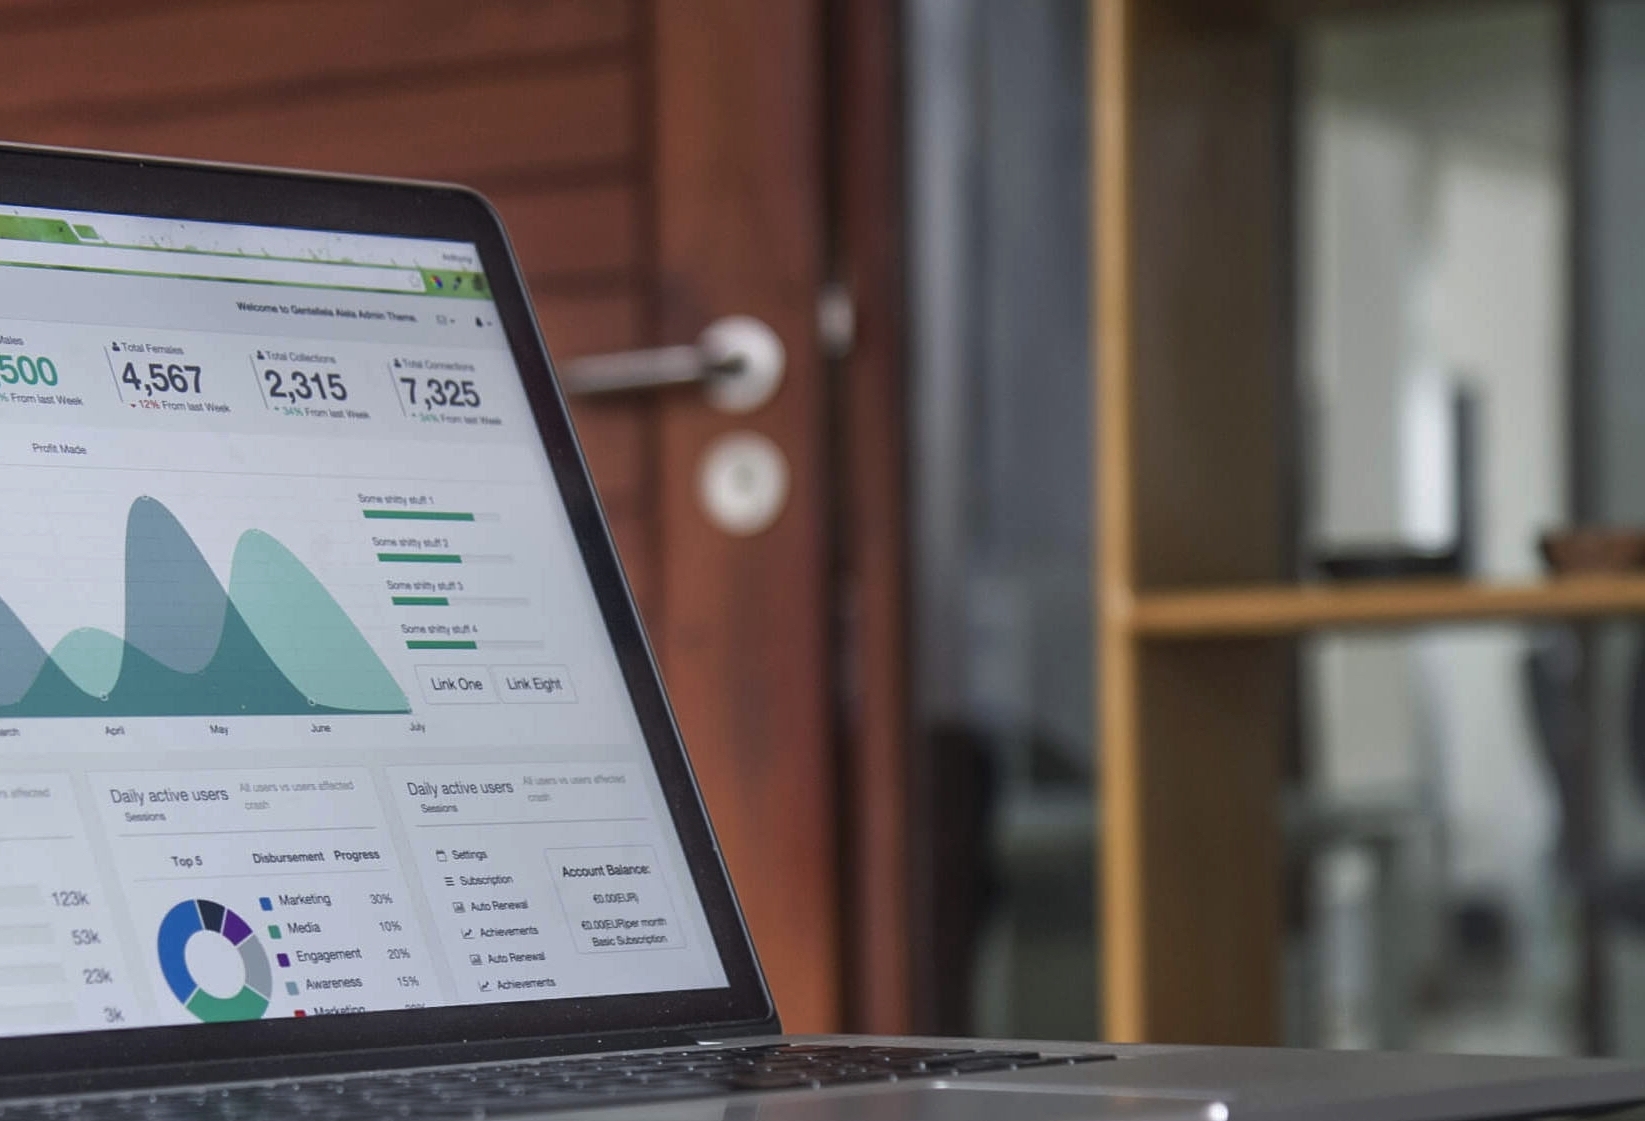 Anthony
Welcome to Gentellela Alela Admin Theme.
Males
500
% From last Week
Total Females
4,567
12% From last Week
Total Collections
2,315
34% From last Week
Total Connections
7,325
34% From last Week
Profit Made
Some shitty stuff 1
Some shitty stuff 2
Some shitty stuff 3
Some shitty stuff 4
Link One
Link Eight
arch
April
May
June
July
rs affected
123k
53k
23k
3k
Daily active users
Sessions
All users vs users effected
crash
Top 5
Disbursement Progress
Marketing 30%
Media 10%
Engagement 20%
Awareness 15%
Marketing
Daily active users
Sessions
All users vs users effected
crash
Settings
Subscription
Auto Renewal
Achievements
Auto Renewal
Achievements
Account Balance:
€0.00(EUR)
€0.00(EUR)per month
Basic Subscription